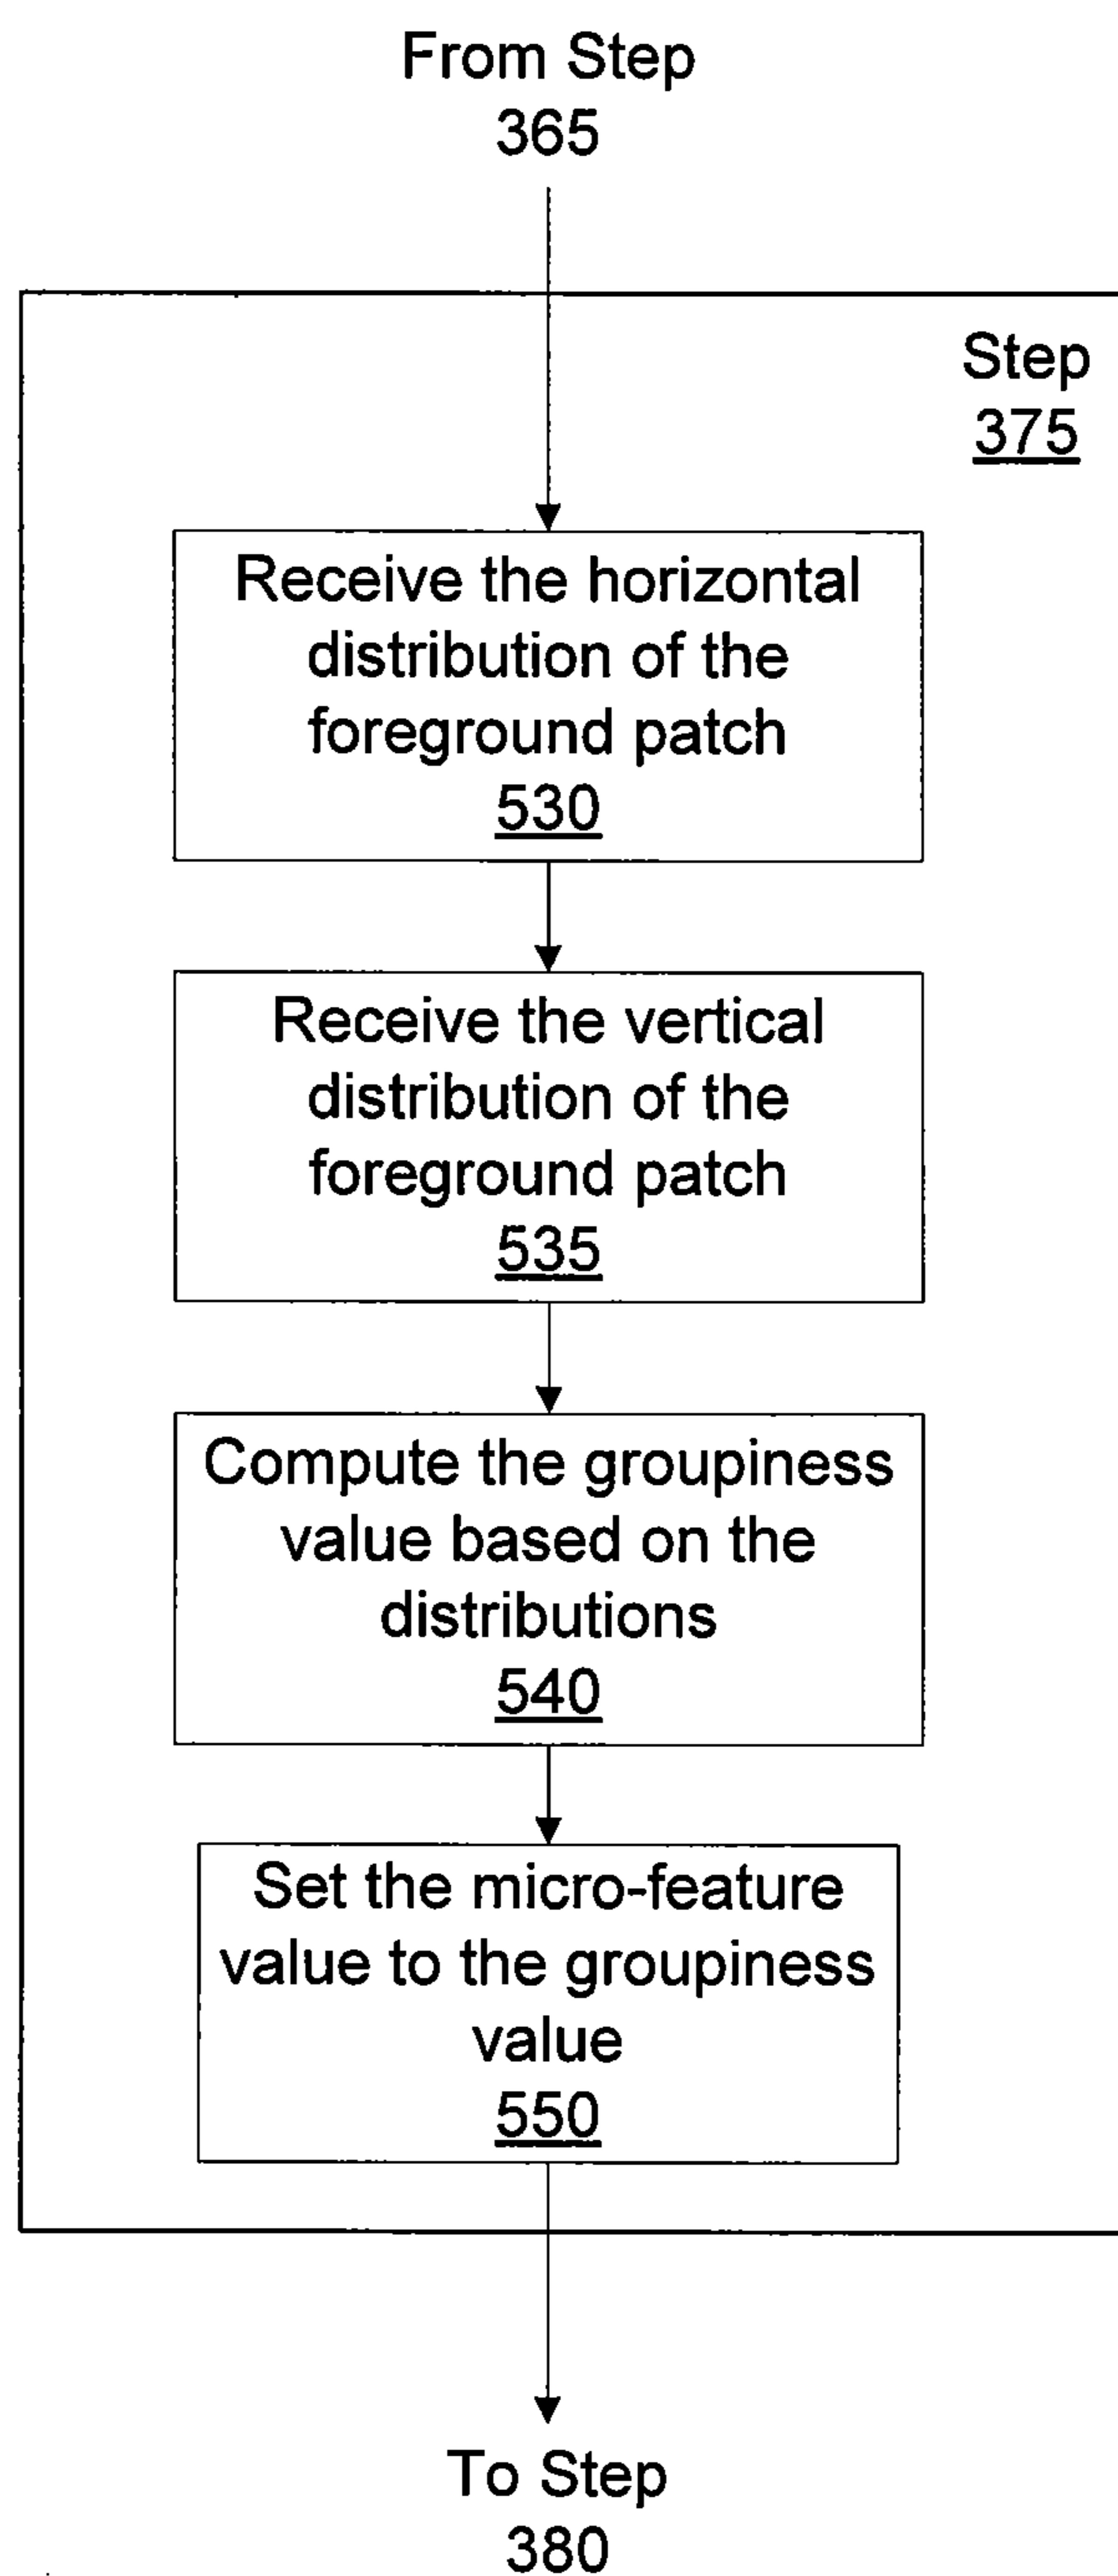 From Step
365
Step
375
Receive the horizontal
distribution of the
foreground patch
530
Receive the vertical
distribution of the
foreground patch
535
Compute the groupiness
value based on the
distributions
540
Set the micro-feature
value to the groupiness
value
550
To Step
380